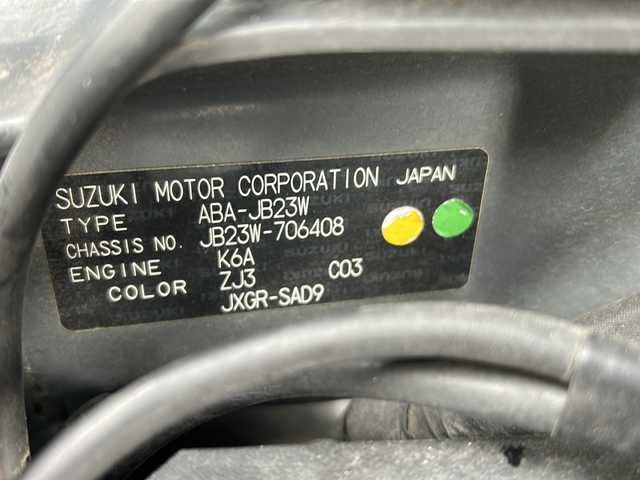 SUZUKI MOTOR CORPORATION JAPAN
TYPE ABA-JB23W
CHASSIS NO. JB23W-706408
ENGINE K6A
COLOR ZJ3 C03
JXGR-SAD9